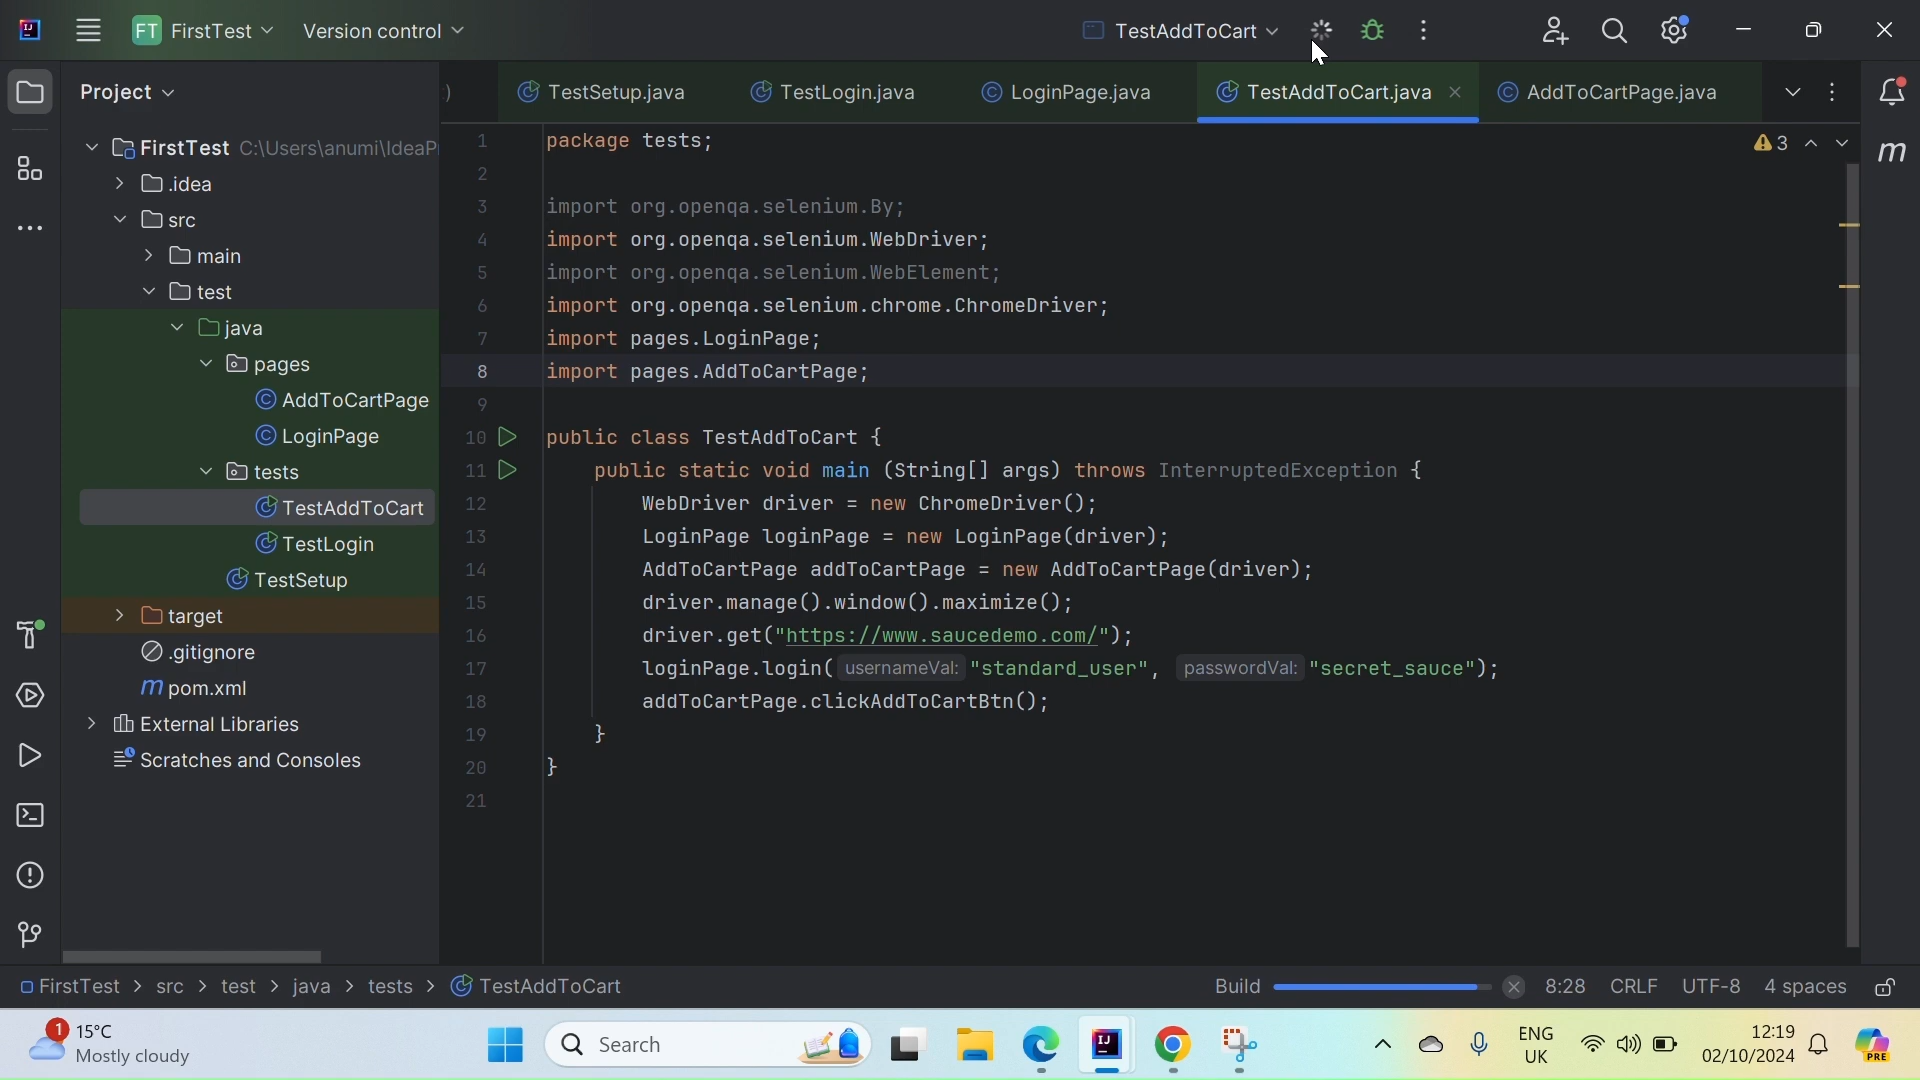 FT FirstTest Version control TestAddToCart
Project
) TestSetup.java TestLogin.java LoginPage.java TestAddToCart.java AddToCartPage.java
FirstTest C:\Users\anumi\IdeaP
.idea
src
main
test
java
pages
AddToCartPage
LoginPage
tests
TestAddToCart
TestLogin
TestSetup
target
.gitignore
m pom.xml
External Libraries
Scratches and Consoles
3
m
1 package tests;
2
3 import org.openqa.selenium.By;
4 import org.openqa.selenium.WebDriver;
5 import org.openqa.selenium.WebElement;
6 import org.openqa.selenium.chrome.ChromeDriver;
7 import pages.LoginPage;
8 import pages.AddToCartPage;
9
10 public class TestAddToCart {
11 public static void main (String[] args) throws InterruptedException {
12 WebDriver driver = new ChromeDriver();
13 LoginPage loginPage = new LoginPage(driver);
14 AddToCartPage addToCartPage = new AddToCartPage(driver);
15 driver.manage().window().maximize();
16 driver.get("https://www.saucedemo.com/");
17 loginPage.login( usernameVal: "standard_user", passwordVal: "secret_sauce");
18 addToCartPage.clickAddToCartBtn();
19 }
20 }
21
FirstTest > src > test > java > tests > TestAddToCart Build 8:28 CRLF UTF-8 4 spaces
1 15°C
Mostly cloudy
Search
IJ
ENG
UK
12:19
02/10/2024
PRE